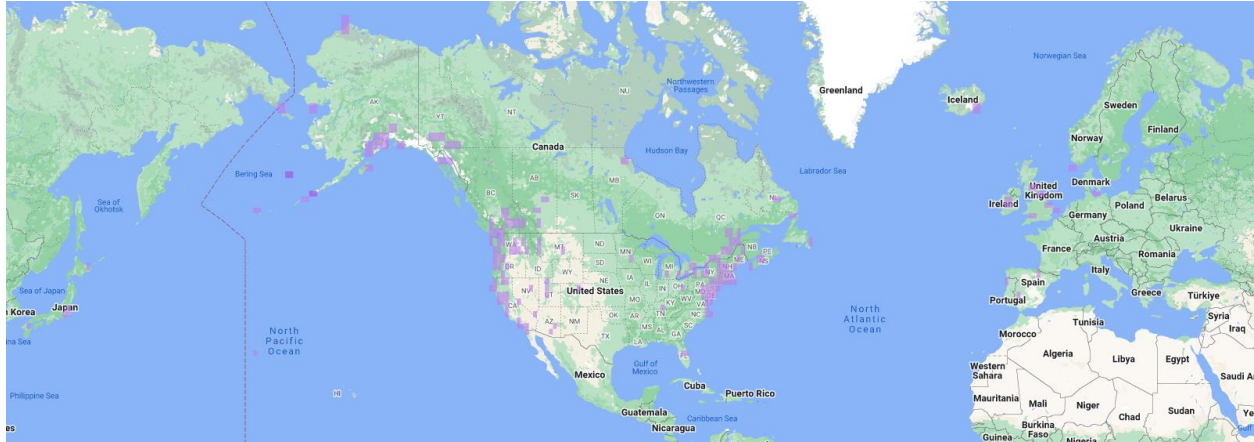 Greenland
Iceland
Norwegian Sea
Sweden
Finland
Norway
Northwestern
Passages
NU
AK
YT
NT
Canada
Hudson Bay
Labrador Sea
Bering Sea
Sea of
Okhotsk
BC
AB
SK
MB
ON
QC
NL
United
Kingdom
Ireland
Denmark
Poland
Belarus
Germany
Ukraine
France
Austria
Romania
Italy
Spain
Portugal
Greece
Türkiye
WA
MT
ND
MN
WI
MI
NB
PE
NS
ME
OR
ID
WY
SD
IA
NE
NY
NH
MA
PA
NV
UT
United States
IL
IN
OH
MD
CA
MO
KY
WV
VA
AZ
NM
OK
AR
TN
NC
SC
TX
LA
MS
AL
GA
FL
Sea of Japan
Korea
Japan
North
Pacific
Ocean
North
Atlantic
Ocean
Gulf of
Mexico
Mexico
Cuba
Puerto Rico
HI
Philippine Sea
Guatemala
Nicaragua
Caribbean Sea
Morocco
Tunisia
Syria
Iraq
Algeria
Libya
Egypt
Western
Sahara
Saudi A
Mauritania
Mali
Niger
Chad
Sudan
Ye
Burkina
Faso
Guinea
Nigeria